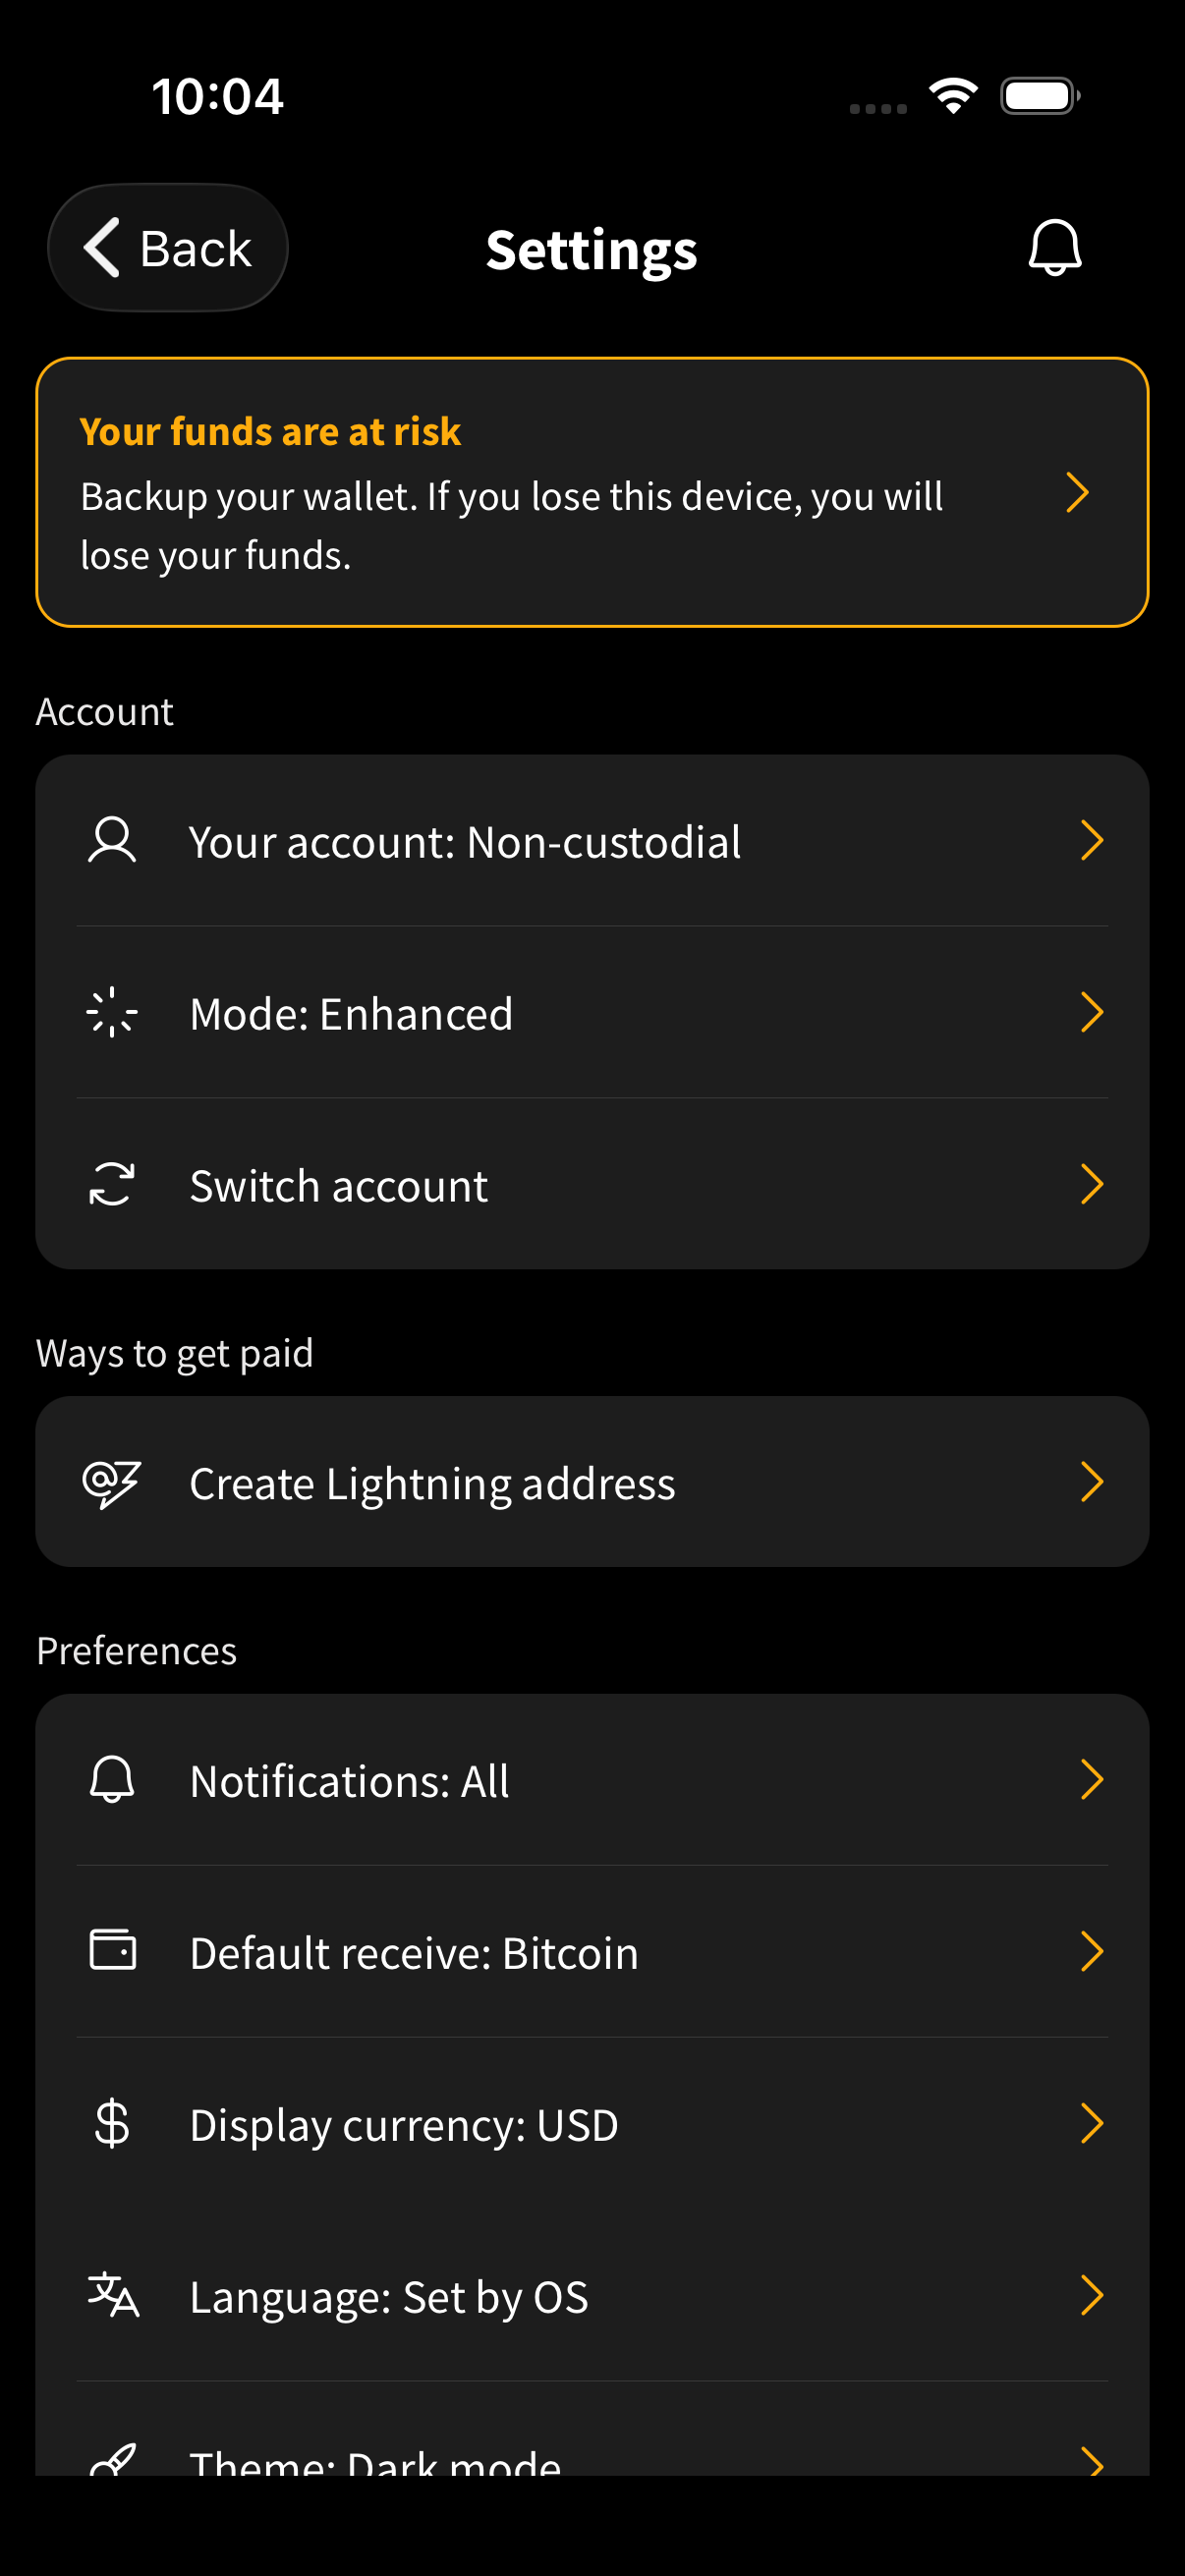 10:04
Back
Settings
Your funds are at risk
Backup your wallet. If you lose this device, you will
lose your funds.
Account
Your account: Non-custodial
Mode: Enhanced
Switch account
Ways to get paid
Create Lightning address
Preferences
Notifications: All
Default receive: Bitcoin
Display currency: USD
Language: Set by OS
Theme: Dark mode